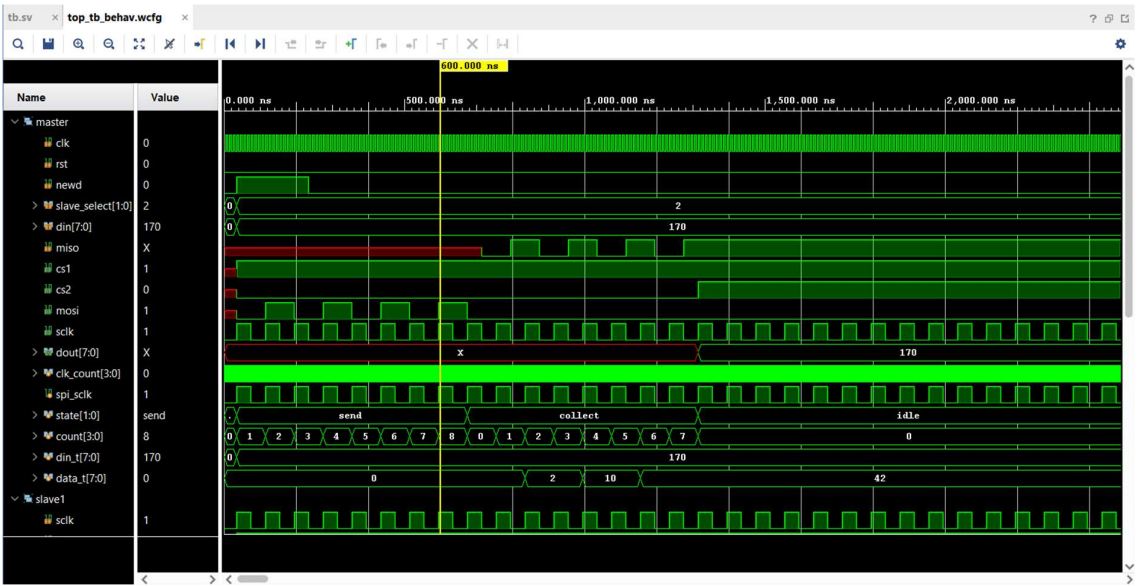 tb.sv × top_tb_behav.wcfg ×
600.000 ns
Name Value
0.000 ns 500.000 ns 1,000.000 ns 1,500.000 ns 2,000.000 ns
master
clk 0
rst 0
newd 0
slave_select[1:0] 2 0 2
din[7:0] 170 0 170
miso X
cs1 1
cs2 0
mosi 1
sclk 1
dout[7:0] X X 170
clk_count[3:0] 0
spi_sclk 1
state[1:0] send . send collect idle
count[3:0] 8 0 1 2 3 4 5 6 7 8 0 1 2 3 4 5 6 7 0
din_t[7:0] 170 0 170
data_t[7:0] 0 0 2 10 42
slave1
sclk 1